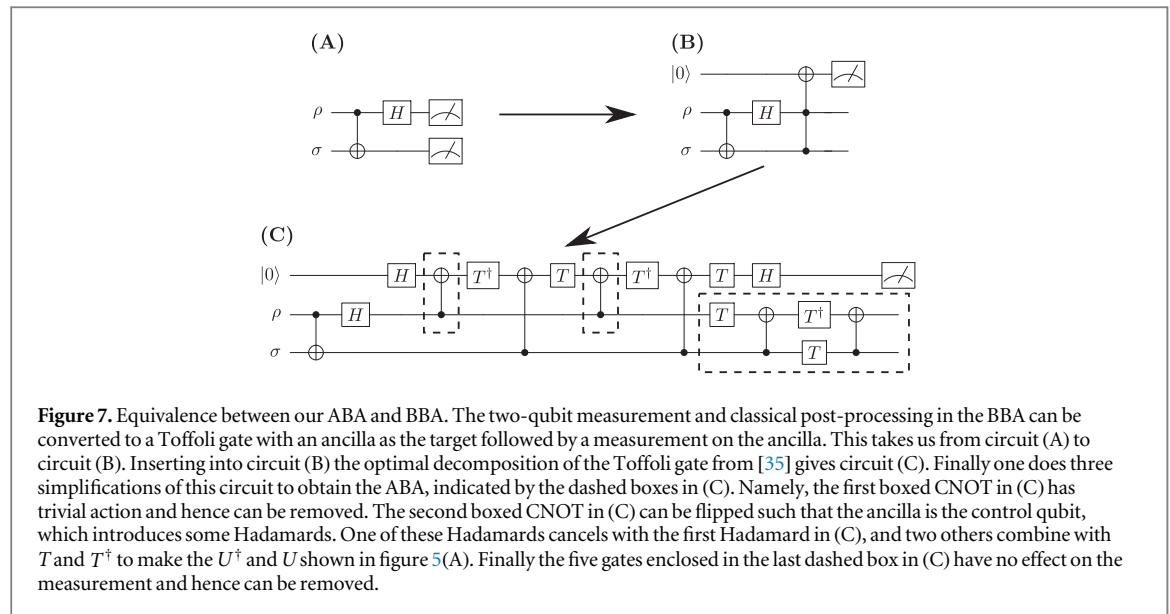 (A)
(B)
|0⟩
ρ H
ρ H
σ
σ
(C)
|0⟩ H T† T T† T H
ρ H T T†
σ T
Figure 7. Equivalence between our ABA and BBA. The two-qubit measurement and classical post-processing in the BBA can be
converted to a Toffoli gate with an ancilla as the target followed by a measurement on the ancilla. This takes us from circuit (A) to
circuit (B). Inserting into circuit (B) the optimal decomposition of the Toffoli gate from [35] gives circuit (C). Finally one does three
simplifications of this circuit to obtain the ABA, indicated by the dashed boxes in (C). Namely, the first boxed CNOT in (C) has
trivial action and hence can be removed. The second boxed CNOT in (C) can be flipped such that the ancilla is the control qubit,
which introduces some Hadamards. One of these Hadamards cancels with the first Hadamard in (C), and two others combine with
T and T† to make the U† and U shown in figure 5(A). Finally the five gates enclosed in the last dashed box in (C) have no effect on the
measurement and hence can be removed.